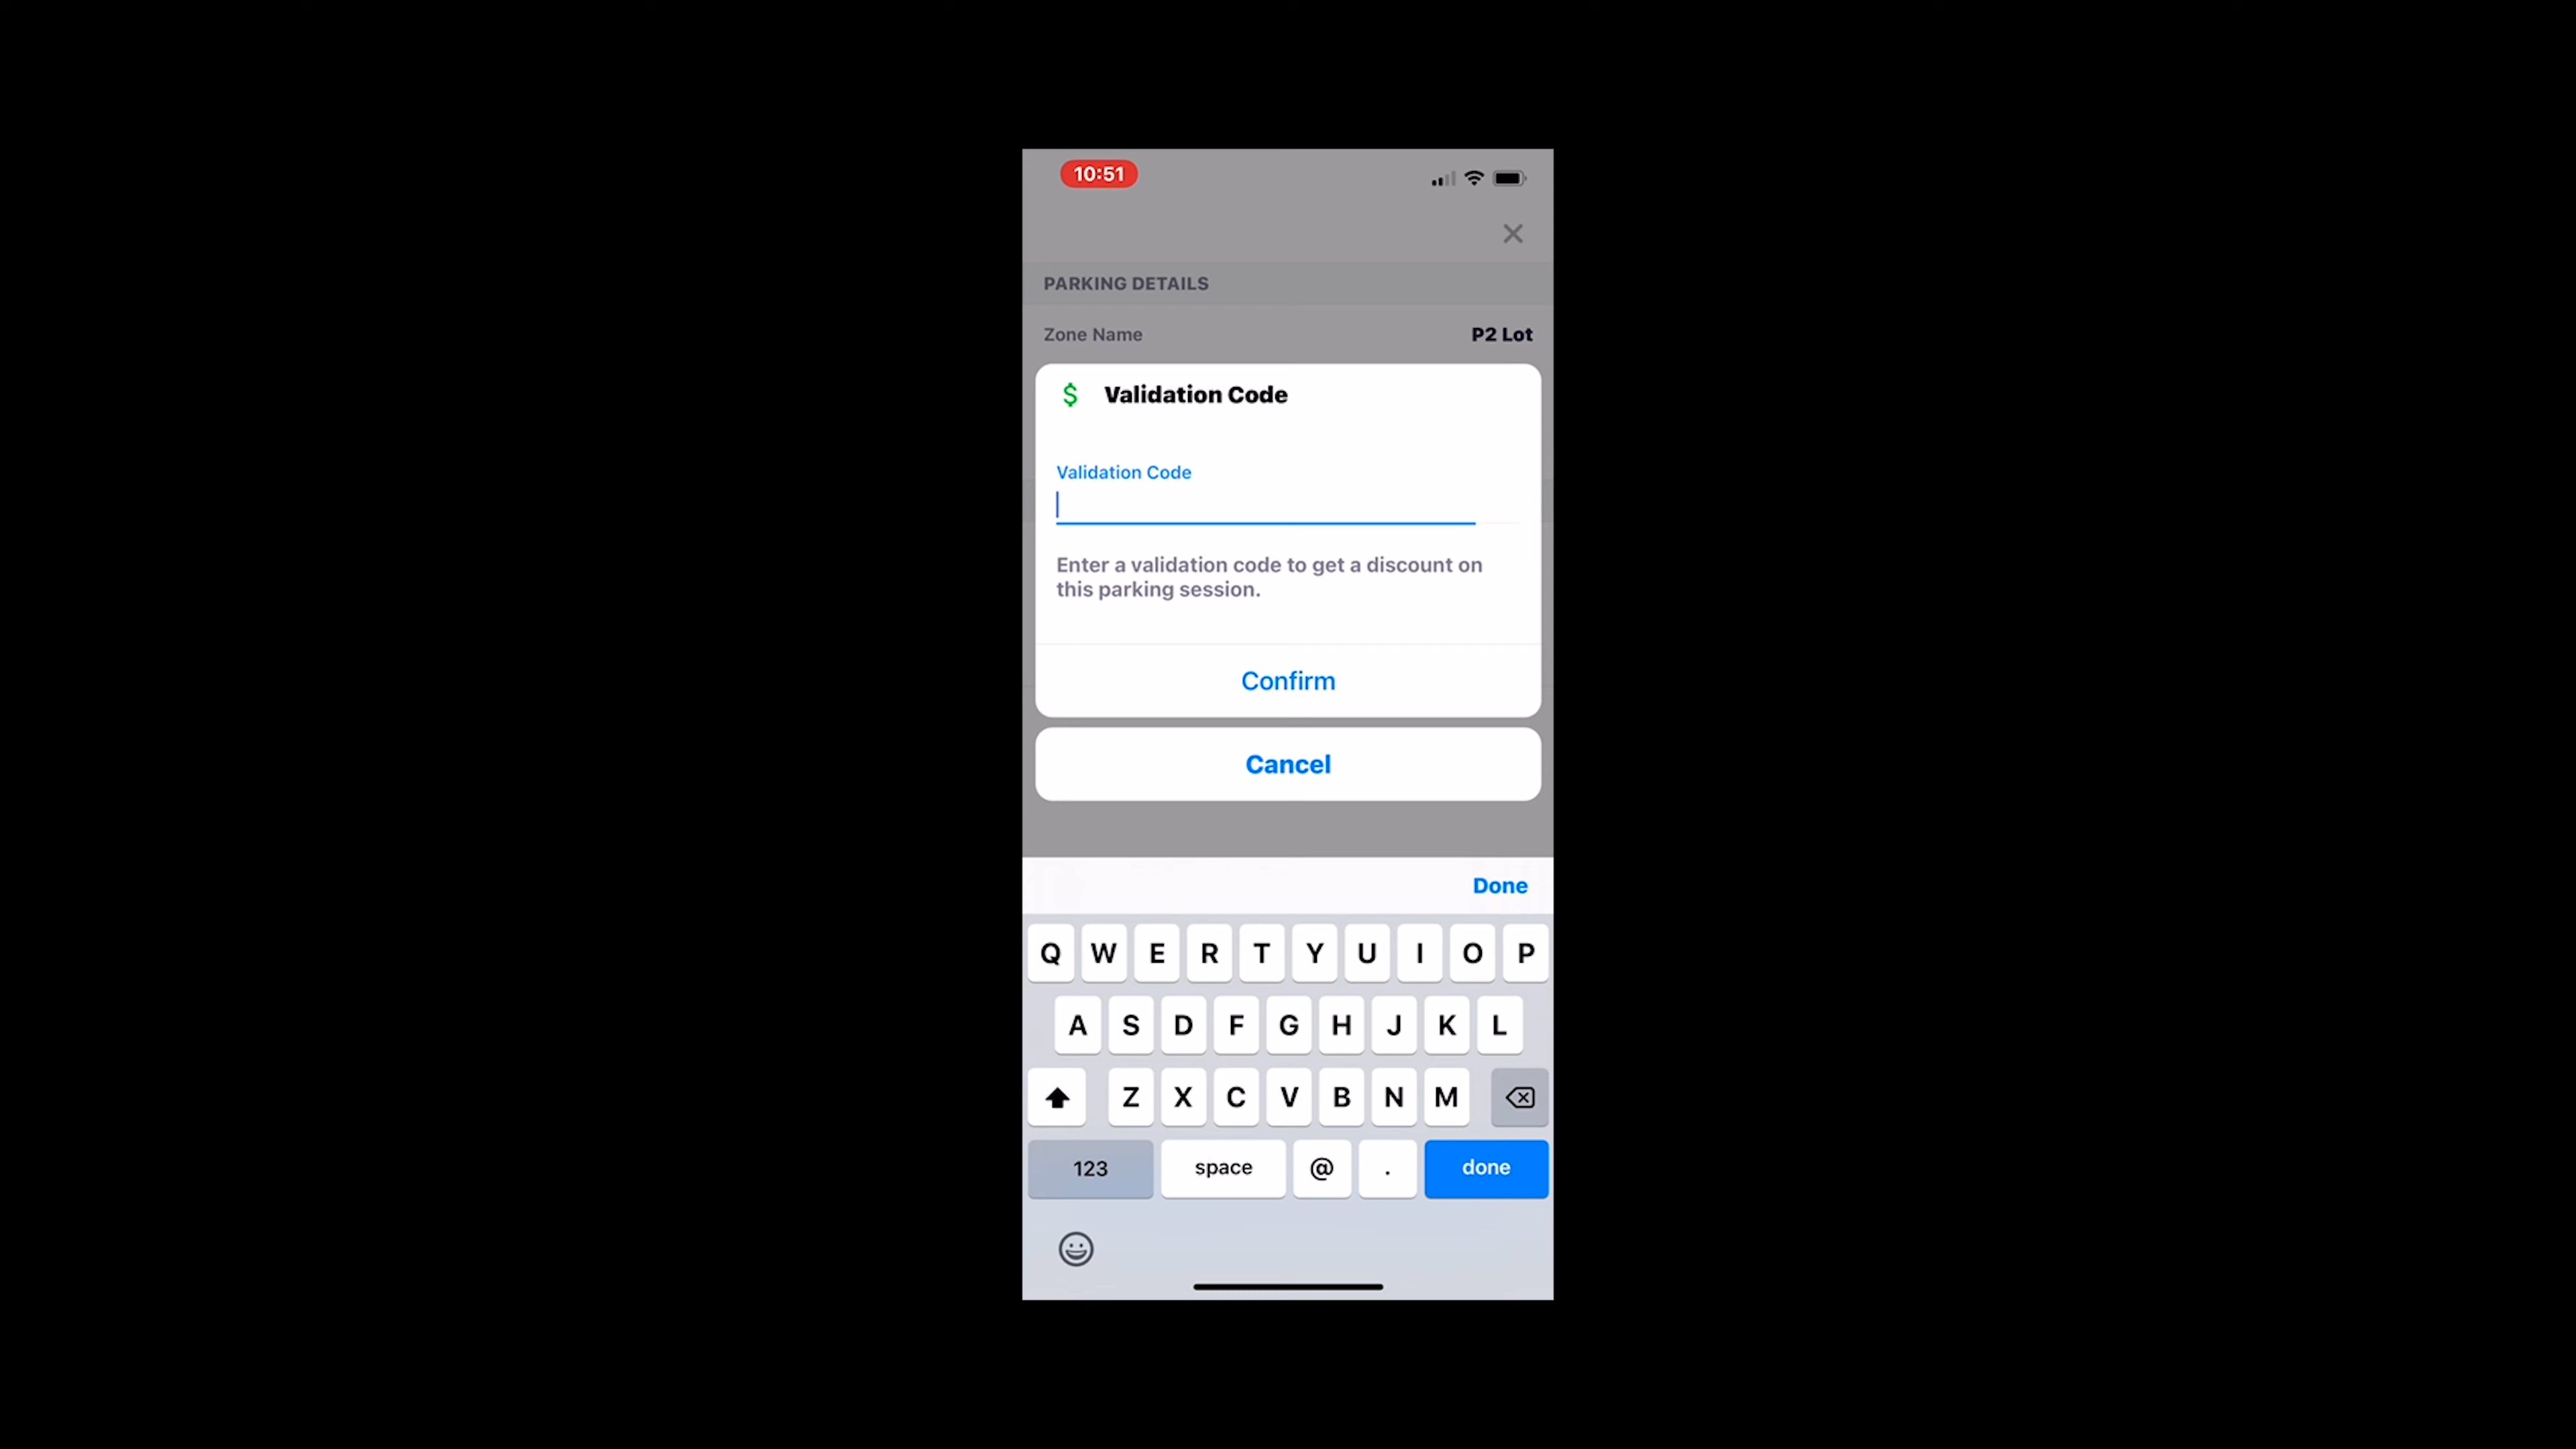 10:51
PARKING DETAILS
Zone Name P2 Lot
$ Validation Code
Validation Code
Enter a validation code to get a discount on
this parking session.
Confirm
Cancel
Done
Q W E R T Y U I O P
A S D F G H J K L
Z X C V B N M
123 space @ . done